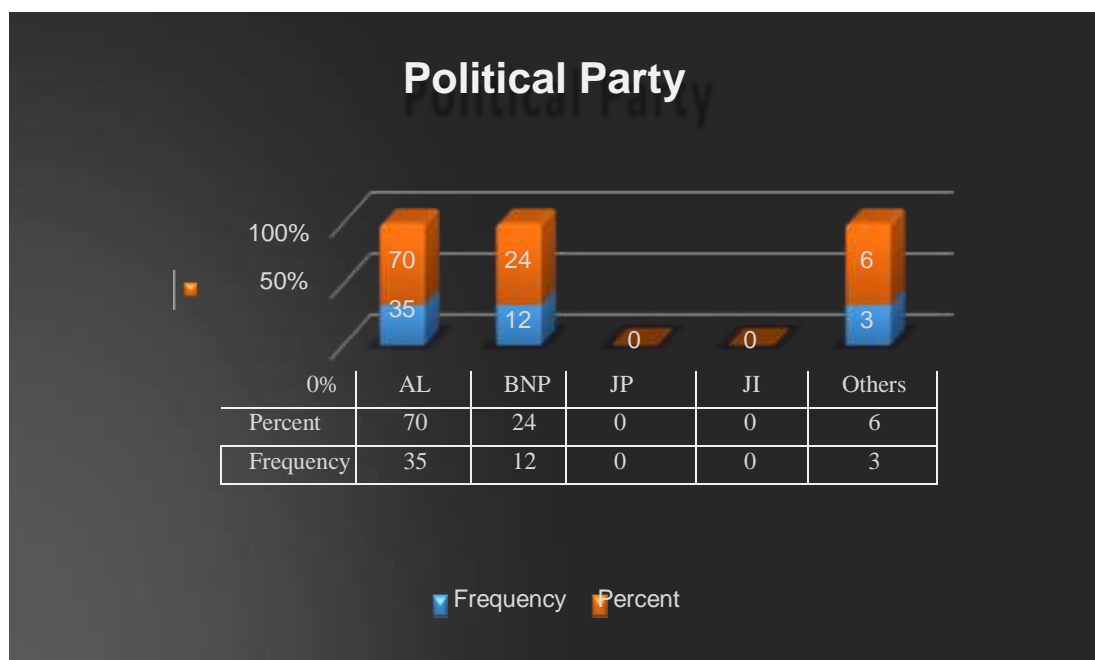 Political Party
100%
70 24 6
50%
35 12 3
0 0
0% AL BNP JP JI Others
Percent 70 24 0 0 6
Frequency 35 12 0 0 3
Frequency Percent